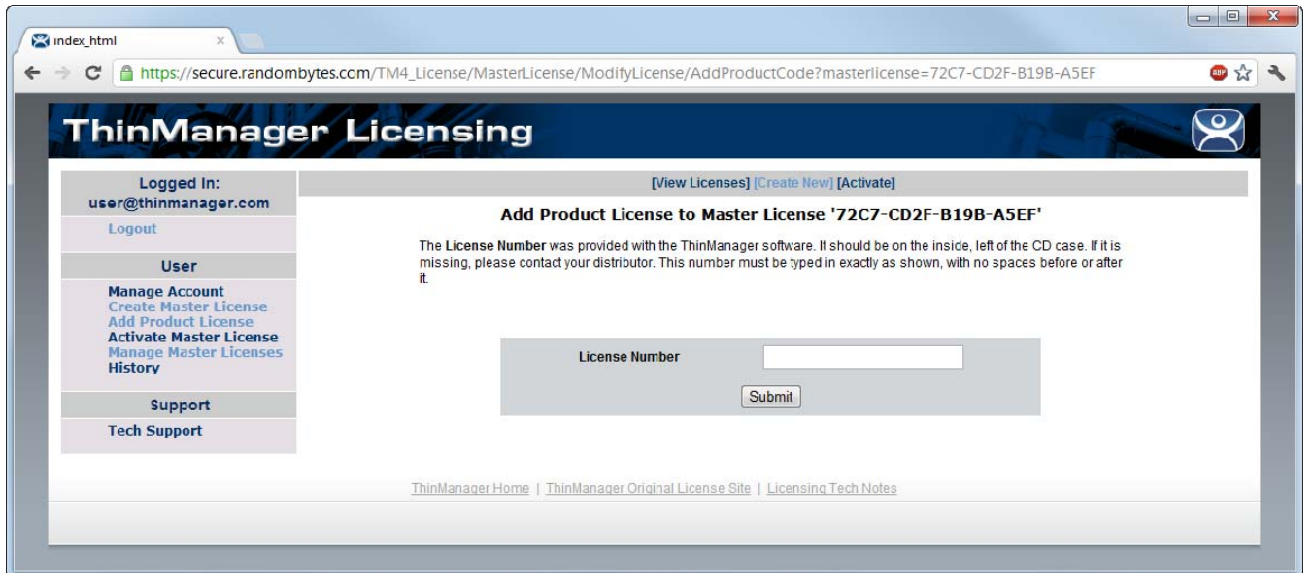 index_html
https://secure.randombytes.com/TM4_License/MasterLicense/ModifyLicense/AddProductCode?masterlicense=72C7-CD2F-B19B-A5EF
ABP
ThinManager Licensing
Logged In:
user@thinmanager.com
Logout
User
Manage Account
Create Master License
Add Product License
Activate Master License
Manage Master Licenses
History
Support
Tech Support
[View Licenses] [Create New] [Activate]
Add Product License to Master License '72C7-CD2F-B19B-A5EF'
The License Number was provided with the ThinManager software. It should be on the inside, left of the CD case. If it is
missing, please contact your distributor. This number must be typed in exactly as shown, with no spaces before or after
it.
License Number
Submit
ThinManager Home | ThinManager Original License Site | Licensing Tech Notes